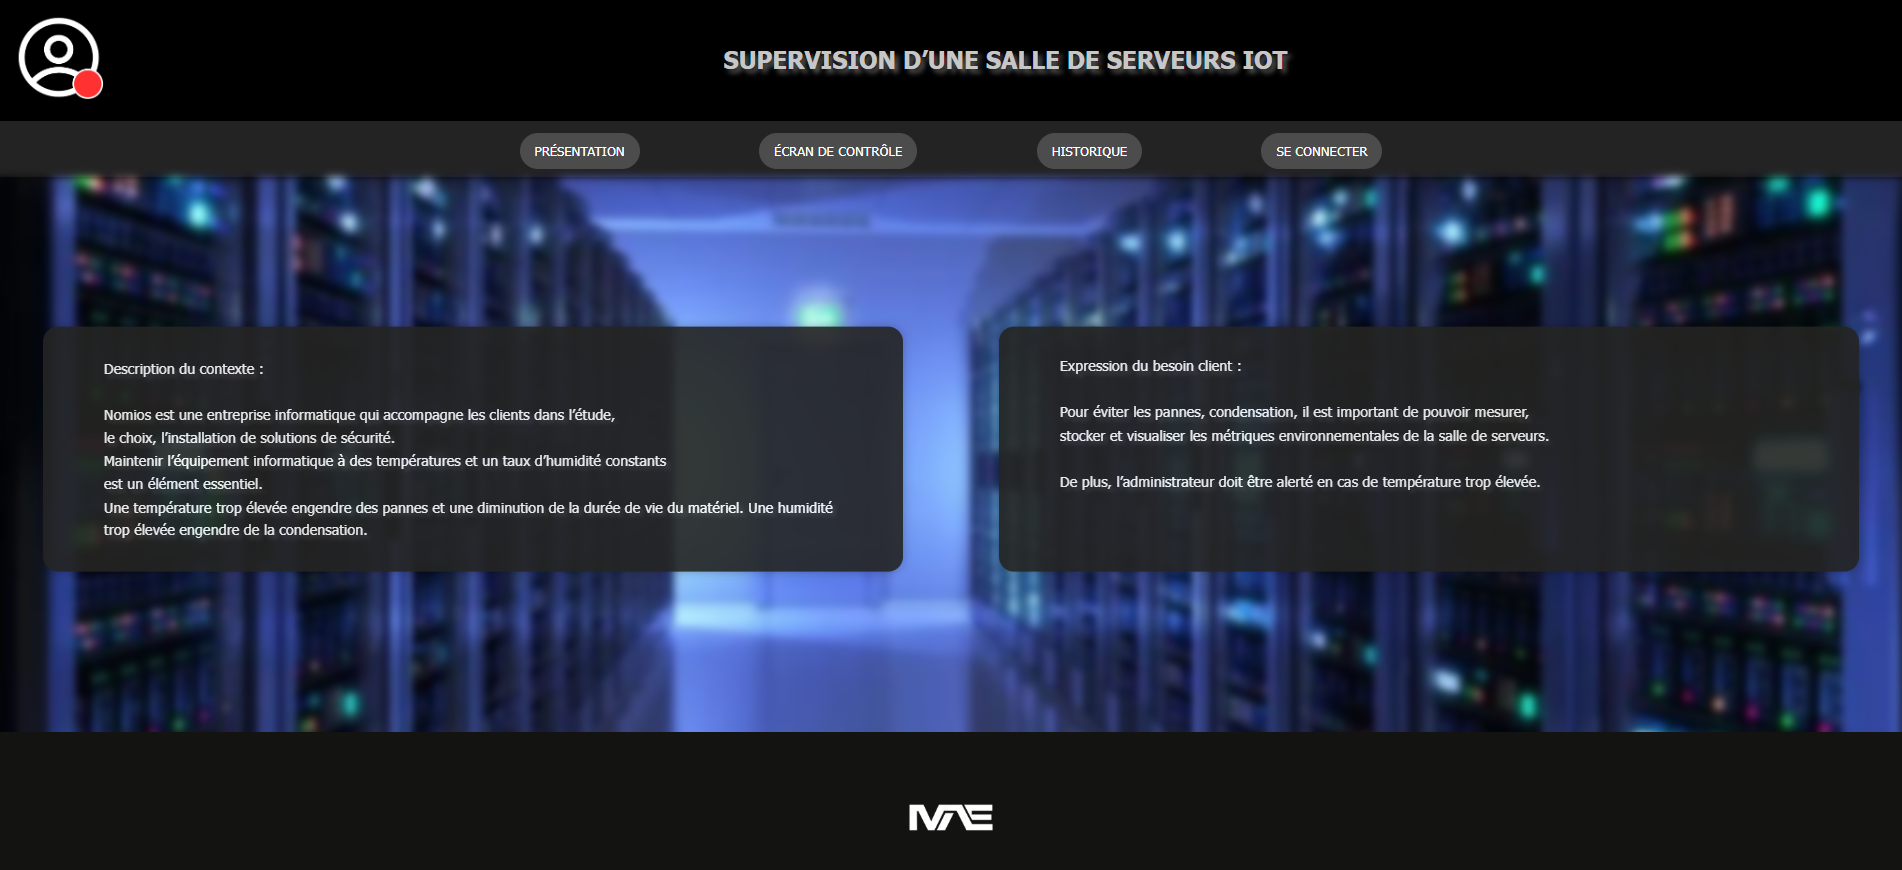 SUPERVISION D’UNE SALLE DE SERVEURS IOT
PRÉSENTATION
ÉCRAN DE CONTRÔLE
HISTORIQUE
SE CONNECTER
Description du contexte :
Nomios est une entreprise informatique qui accompagne les clients dans l’étude,
le choix, l’installation de solutions de sécurité.
Maintenir l’équipement informatique à des températures et un taux d’humidité constants
est un élément essentiel.
Une température trop élevée engendre des pannes et une diminution de la durée de vie du matériel. Une humidité
trop élevée engendre de la condensation.
Expression du besoin client :
Pour éviter les pannes, condensation, il est important de pouvoir mesurer,
stocker et visualiser les métriques environnementales de la salle de serveurs.
De plus, l’administrateur doit être alerté en cas de température trop élevée.